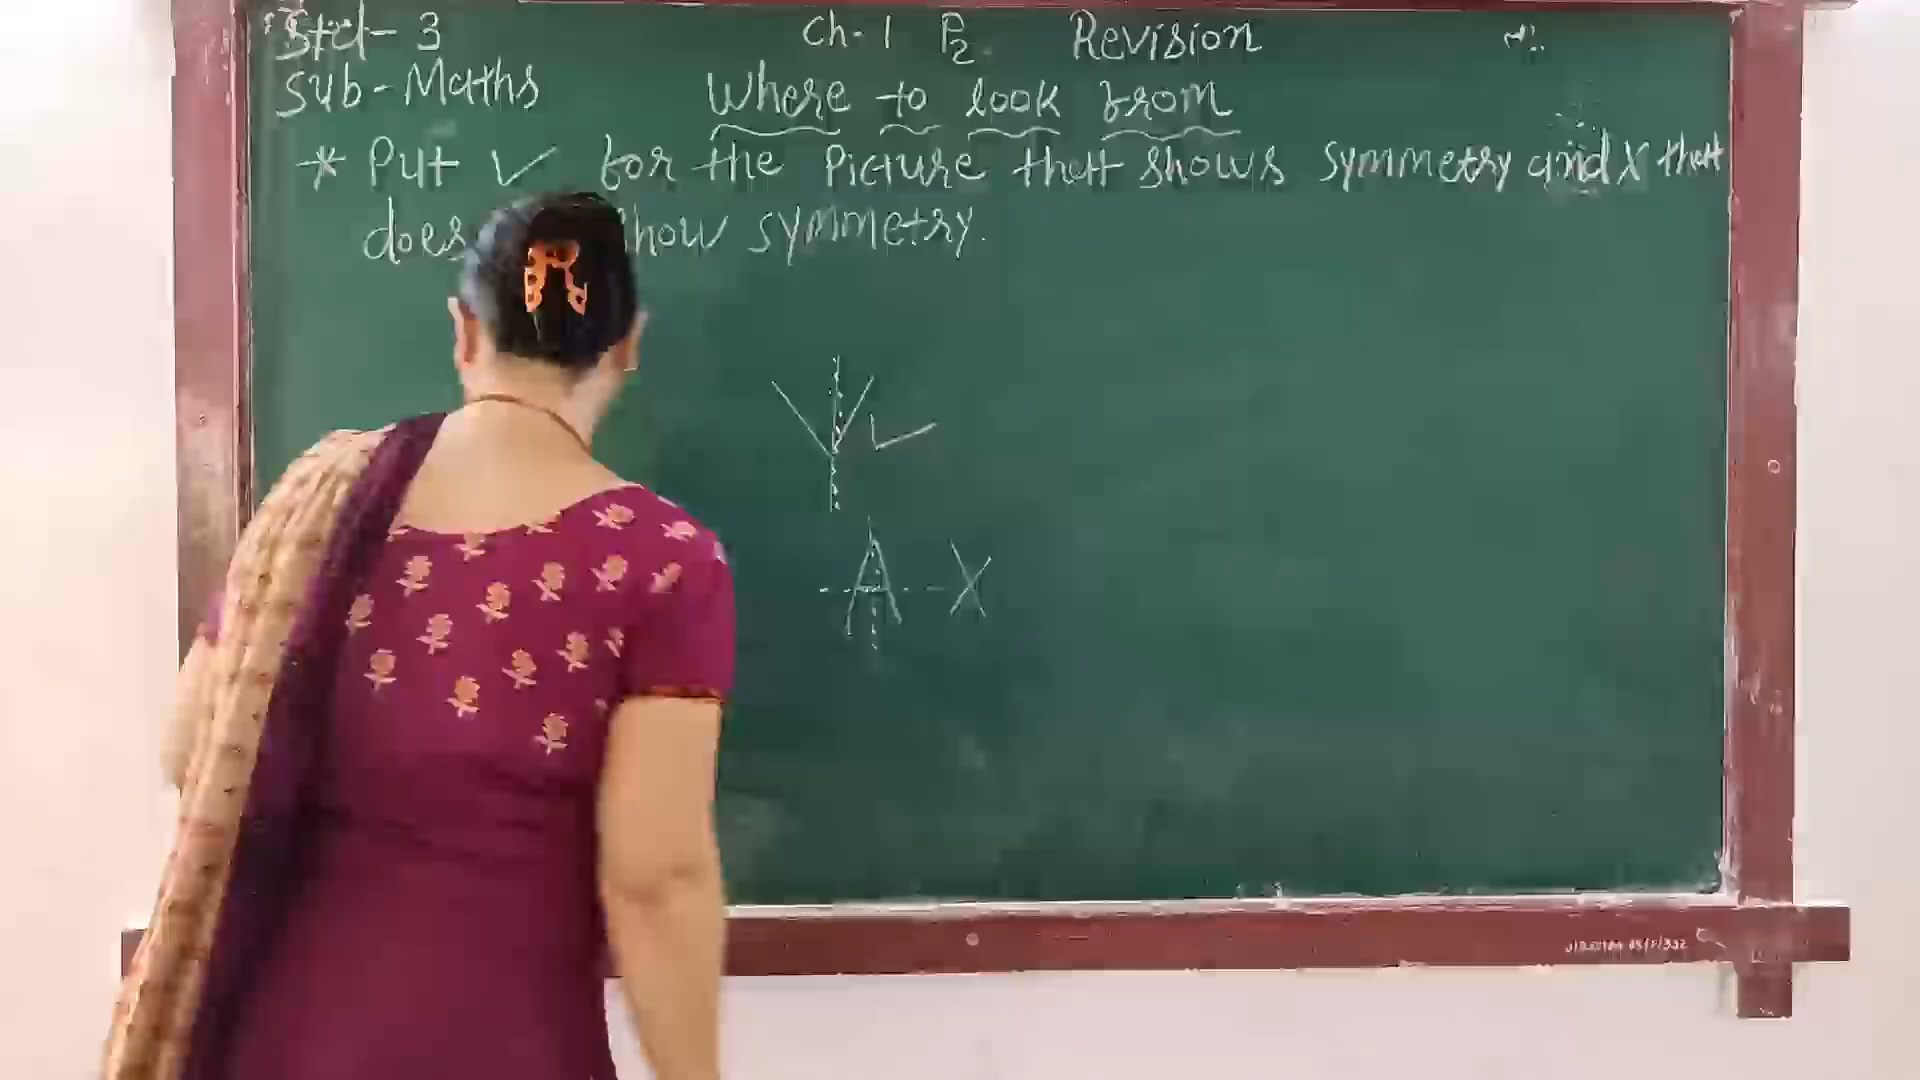 Std- 3 Ch- 1 P2. Revision
Sub- Maths Where to look from
* Put ✓ for the Picture that shows symmetry and X that
does show symmetry.
Y ✓
A X